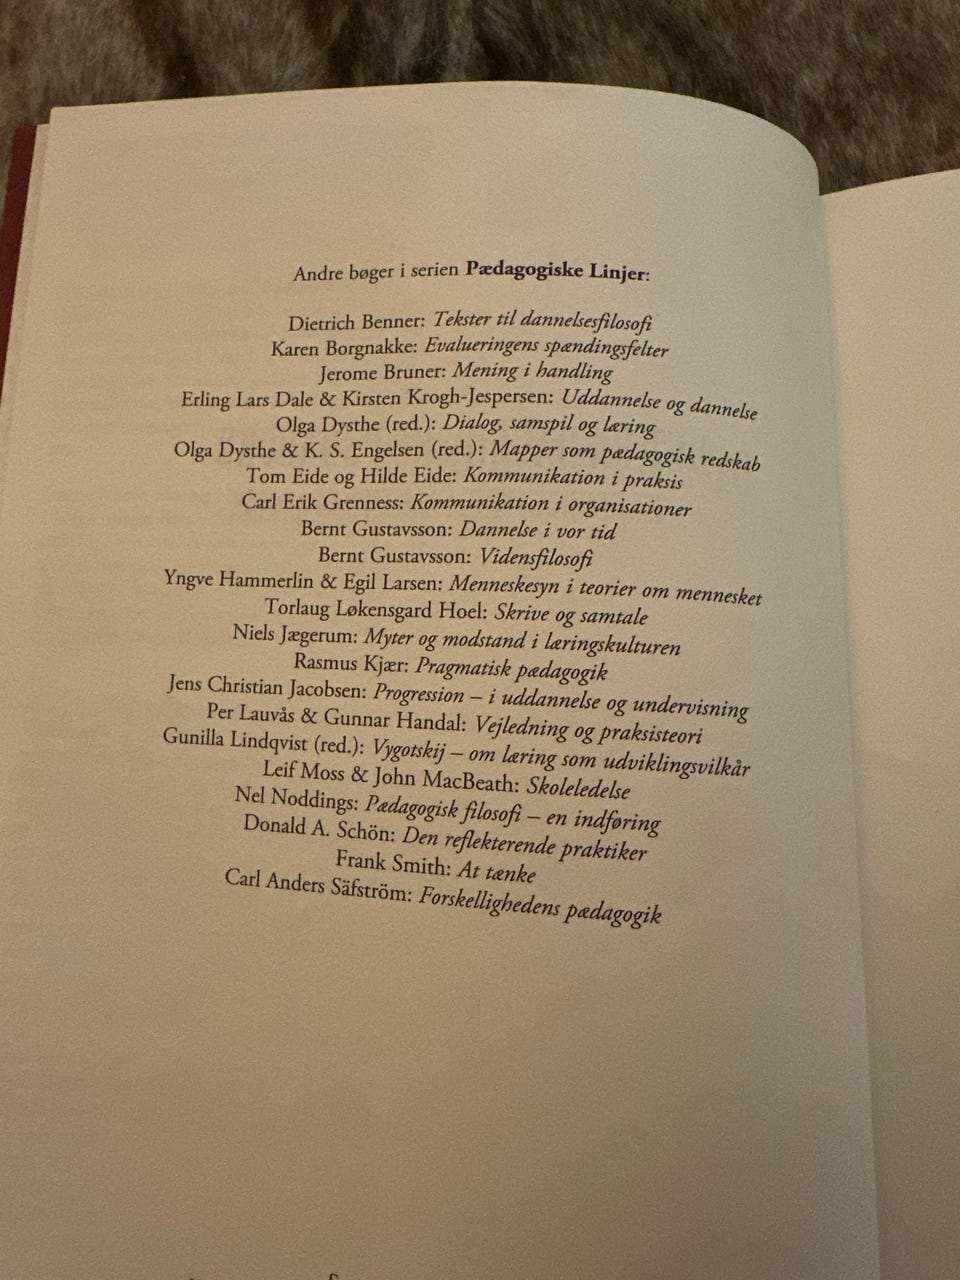 Andre bøger i serien Pædagogiske Linjer:
Dietrich Benner: Tekster til dannelsesfilosofi
Karen Borgnakke: Evalueringens spændingsfelter
Jerome Bruner: Mening i handling
Erling Lars Dale & Kirsten Krogh-Jespersen: Uddannelse og dannelse
Olga Dysthe (red.): Dialog, samspil og læring
Olga Dysthe & K. S. Engelsen (red.): Mapper som pædagogisk redskab
Tom Eide og Hilde Eide: Kommunikation i praksis
Carl Erik Grenness: Kommunikation i organisationer
Bernt Gustavsson: Dannelse i vor tid
Bernt Gustavsson: Vidensfilosofi
Yngve Hammerlin & Egil Larsen: Menneskesyn i teorier om mennesket
Torlaug Løkensgard Hoel: Skrive og samtale
Niels Jægerum: Myter og modstand i læringskulturen
Rasmus Kjær: Pragmatisk pædagogik
Jens Christian Jacobsen: Progression – i uddannelse og undervisning
Per Lauvås & Gunnar Handal: Vejledning og praksisteori
Gunilla Lindqvist (red.): Vygotskij – om læring som udviklingsvilkår
Leif Moss & John MacBeath: Skoleledelse
Nel Noddings: Pædagogisk filosofi – en indføring
Donald A. Schön: Den reflekterende praktiker
Frank Smith: At tænke
Carl Anders Säfström: Forskellighedens pædagogik